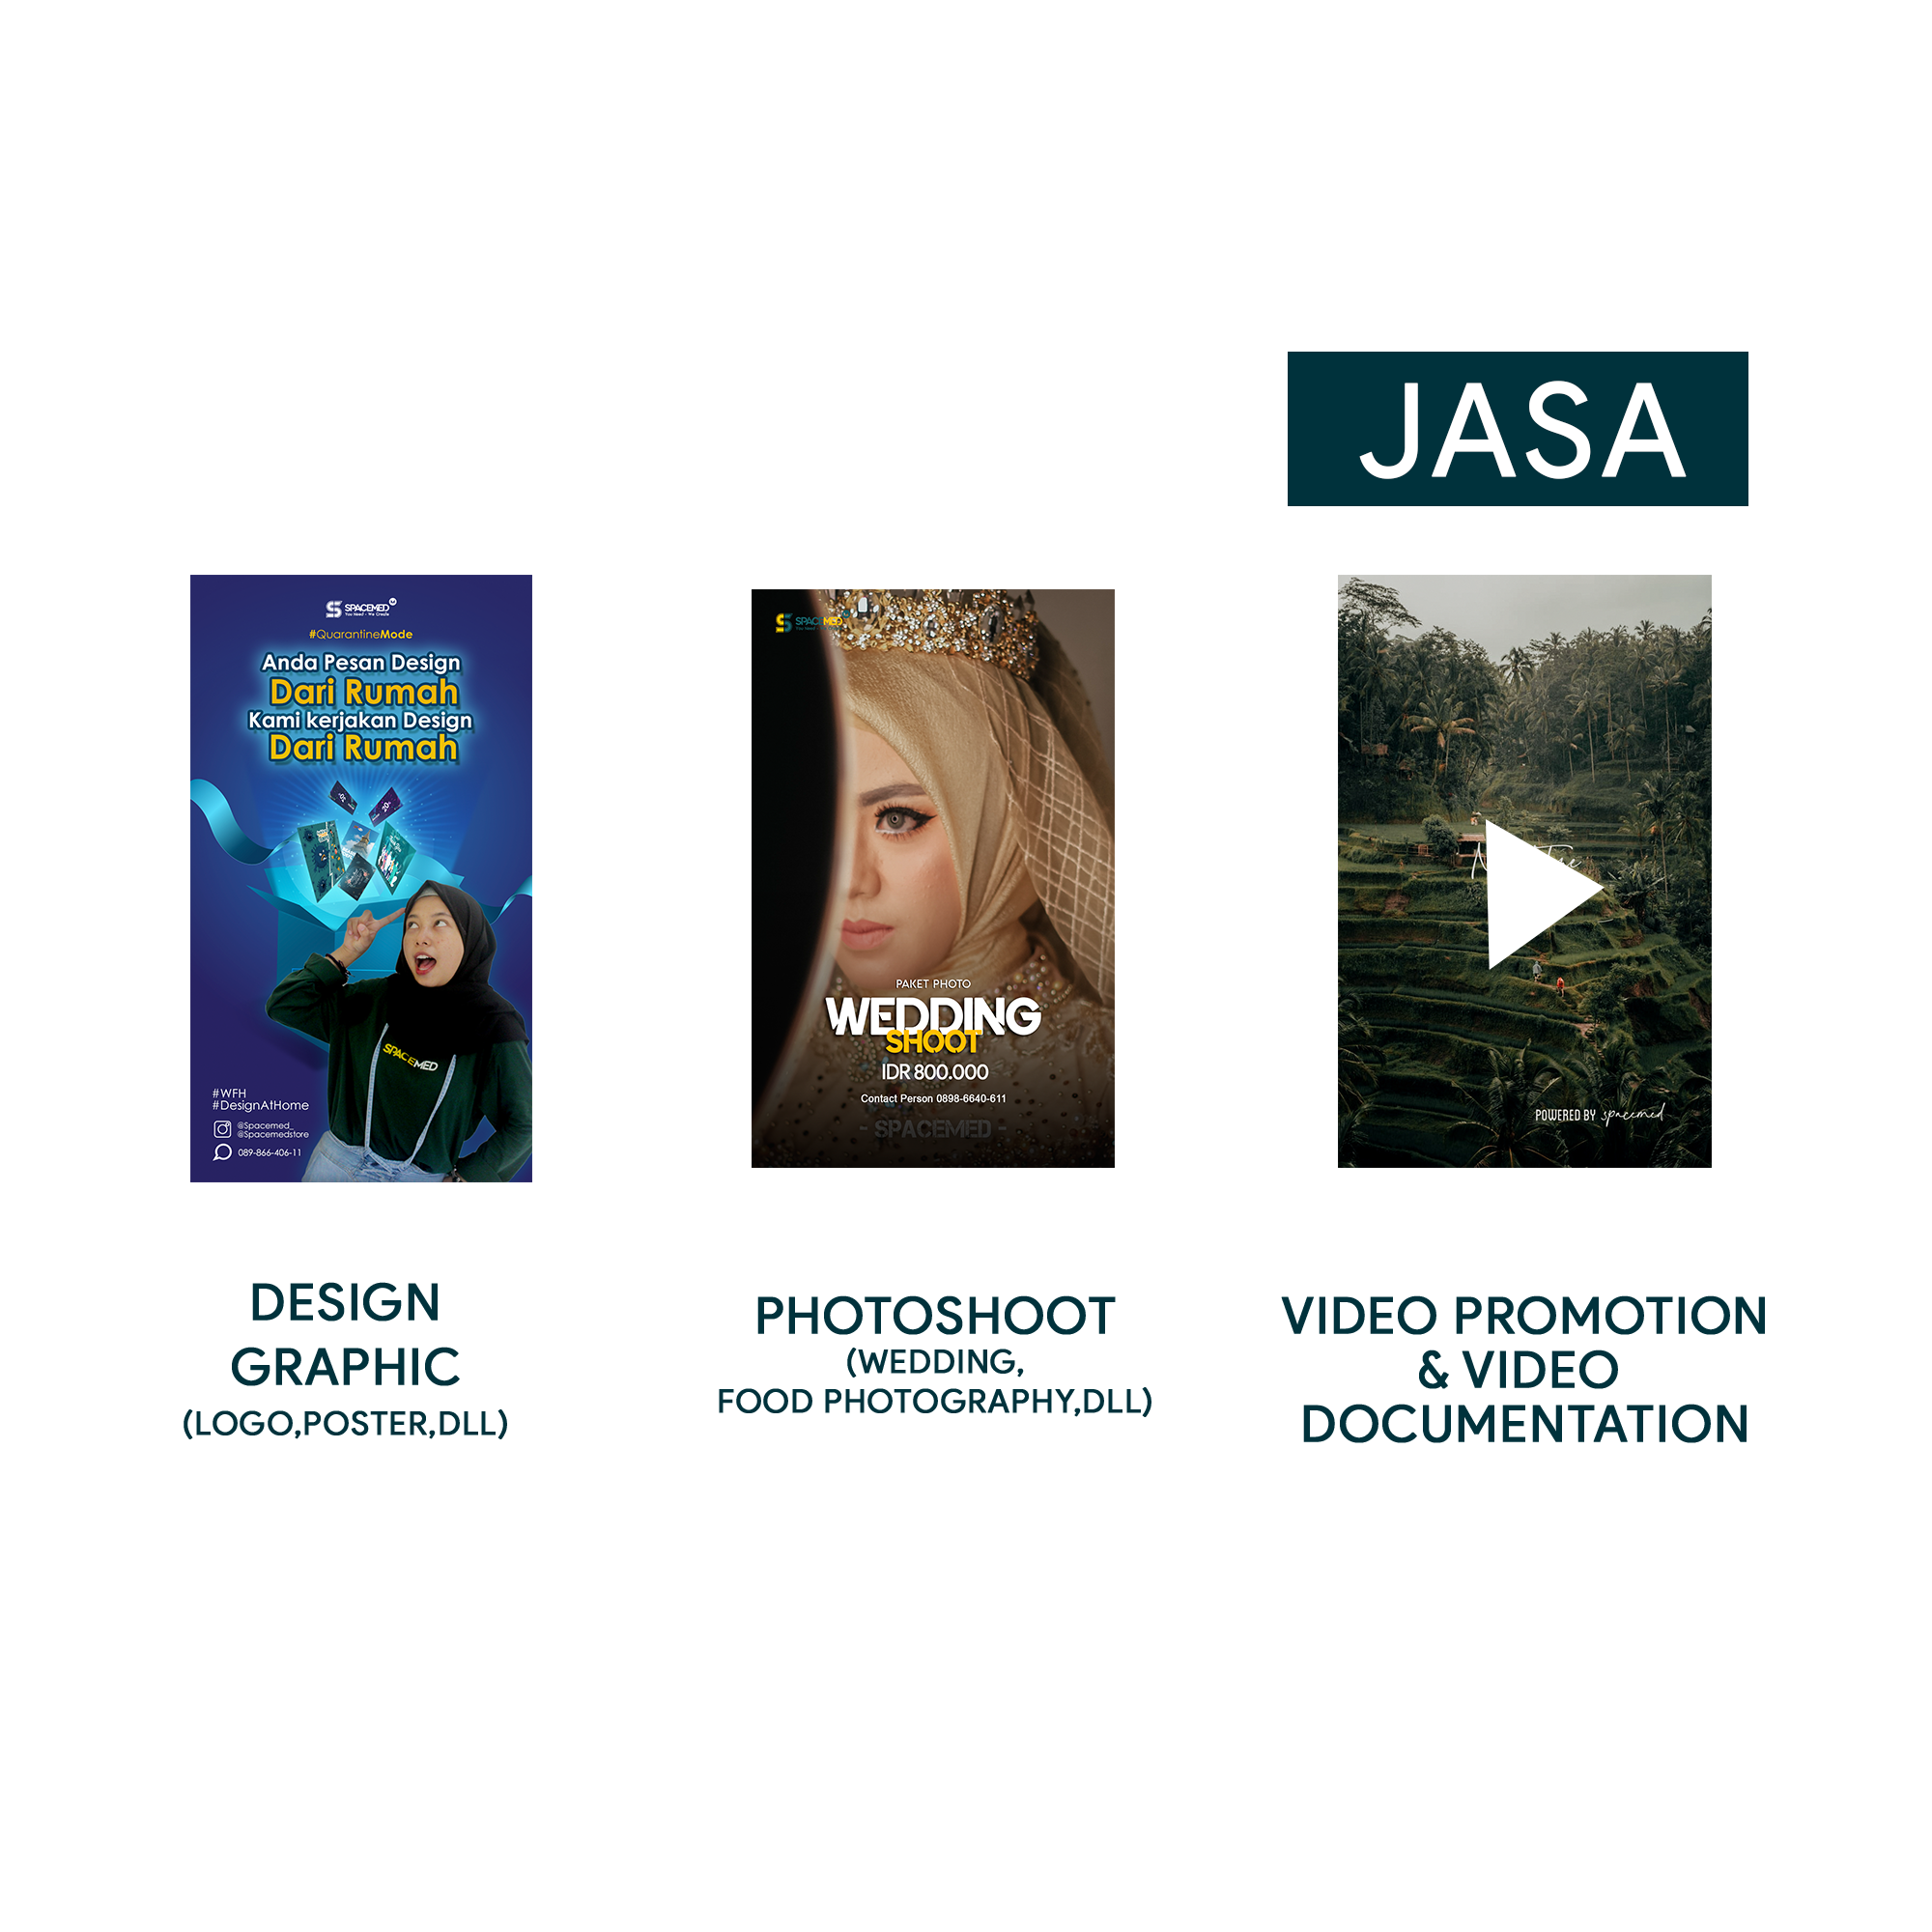 JASA
SPACEMED
You Need - We Create
#QuarantineMode
Anda Pesan Design
Dari Rumah
Kami kerjakan Design
Dari Rumah
SPACEMED
#WFH
#DesignAtHome
@Spacemed_
@Spacemedstore
089-866-406-11
DESIGN
GRAPHIC
(LOGO,POSTER,DLL)
SPACEMED
PAKET PHOTO
WEDDING
SHOOT
IDR 800.000
Contact Person 0898-6640-611
- SPACEMED -
PHOTOSHOOT
(WEDDING,
FOOD PHOTOGRAPHY,DLL)
POWERED BY spacemed
VIDEO PROMOTION
& VIDEO
DOCUMENTATION